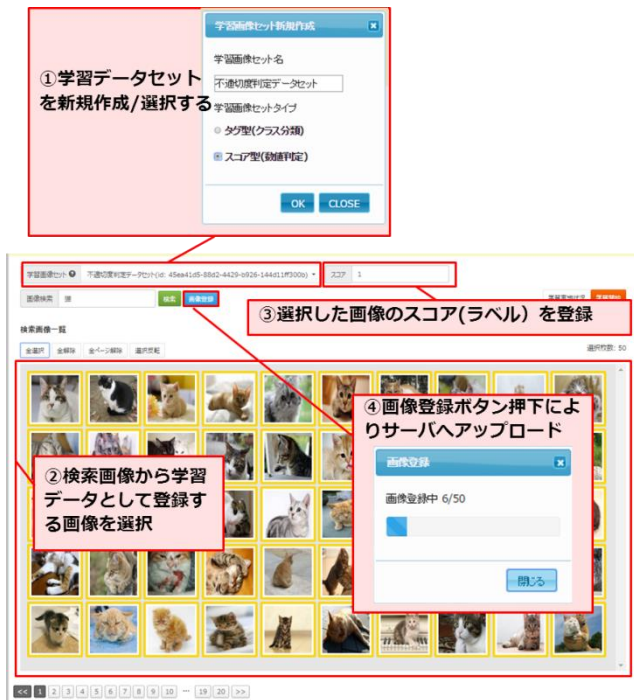 学習画像セット新規作成
学習画像セット名
不適切度判定データセット
学習画像セットタイプ
タグ型(クラス分類)
スコア型(数値判定)
OK CLOSE
①学習データセット
を新規作成/選択する
学習画像セット 不適切度判定データセット(id: 45ea41d5-88d2-4429-b926-144d11ff300b) スコア 1
画像検索 猫 検索 画像登録
③選択した画像のスコア(ラベル）を登録
検索画像一覧
全選択 全解除 全ページ解除 選択反転 選択枚数: 50
④画像登録ボタン押下によ
りサーバへアップロード
画像登録
画像登録中 6/50
閉じる
②検索画像から学習
データとして登録す
る画像を選択
<< 1 2 3 4 5 6 7 8 9 10 … 19 20 >>